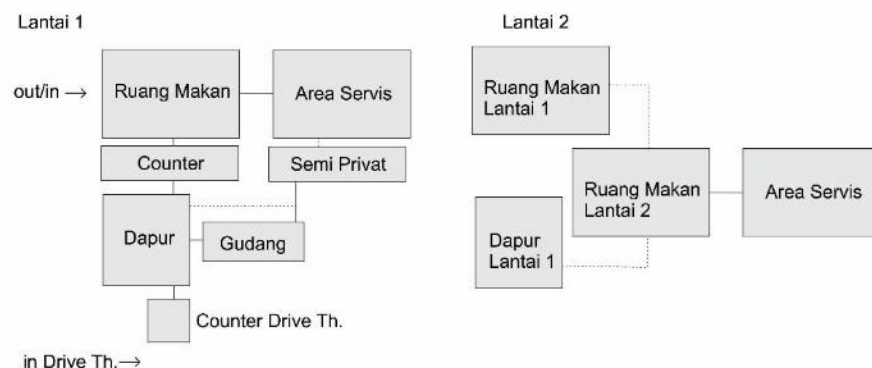 Lantai 1
out/in →
Ruang Makan
Area Servis
Counter
Semi Privat
Dapur
Gudang
Counter Drive Th.
in Drive Th.→
Lantai 2
Ruang Makan
Lantai 1
Ruang Makan
Lantai 2
Area Servis
Dapur
Lantai 1